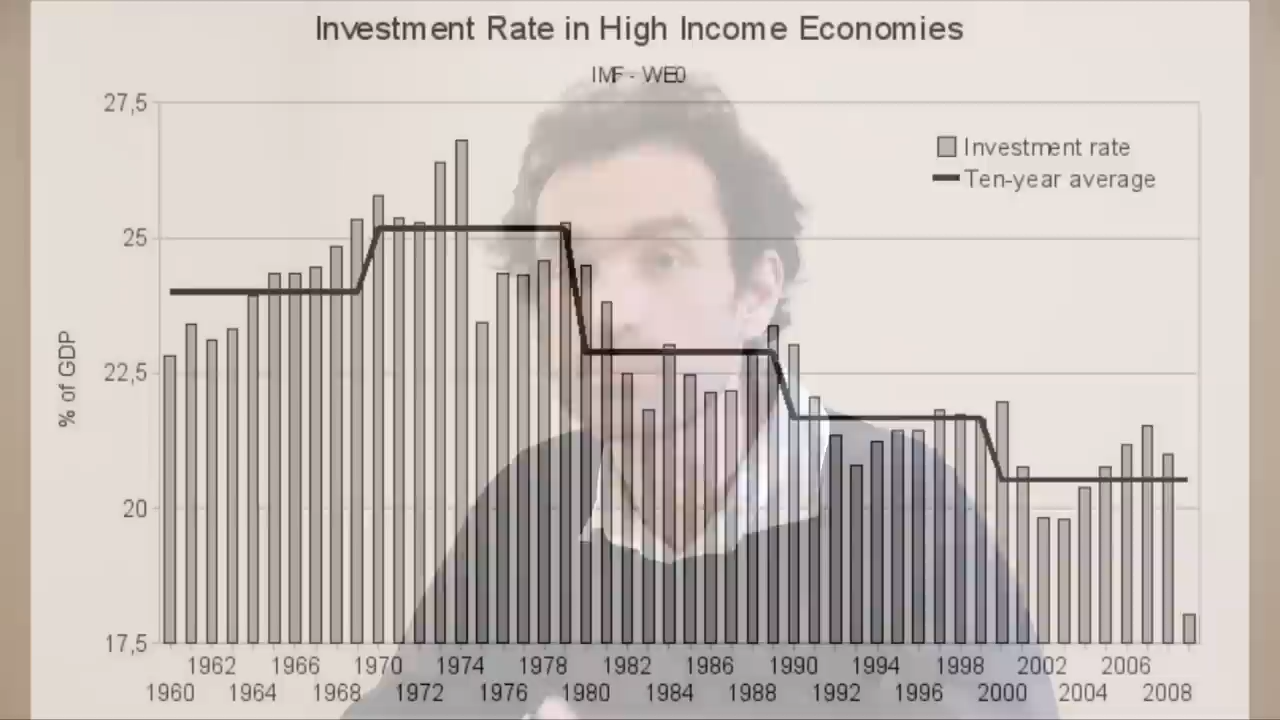 Investment Rate in High Income Economies
IMF - WEO
27,5
25
22,5
20
17,5
% of GDP
Investment rate
Ten-year average
1962 1966 1970 1974 1978 1982 1986 1990 1994 1998 2002 2006
1960 1964 1968 1972 1976 1980 1984 1988 1992 1996 2000 2004 2008